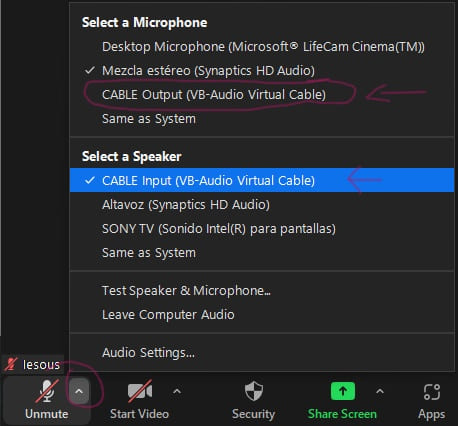 Select a Microphone
Desktop Microphone (Microsoft® LifeCam Cinema(TM))
Mezcla estéreo (Synaptics HD Audio)
CABLE Output (VB-Audio Virtual Cable)
Same as System
Select a Speaker
CABLE Input (VB-Audio Virtual Cable)
Altavoz (Synaptics HD Audio)
SONY TV (Sonido Intel(R) para pantallas)
Same as System
Test Speaker & Microphone...
Leave Computer Audio
Audio Settings...
Iesous
Unmute
Start Video
Security
Share Screen
Apps